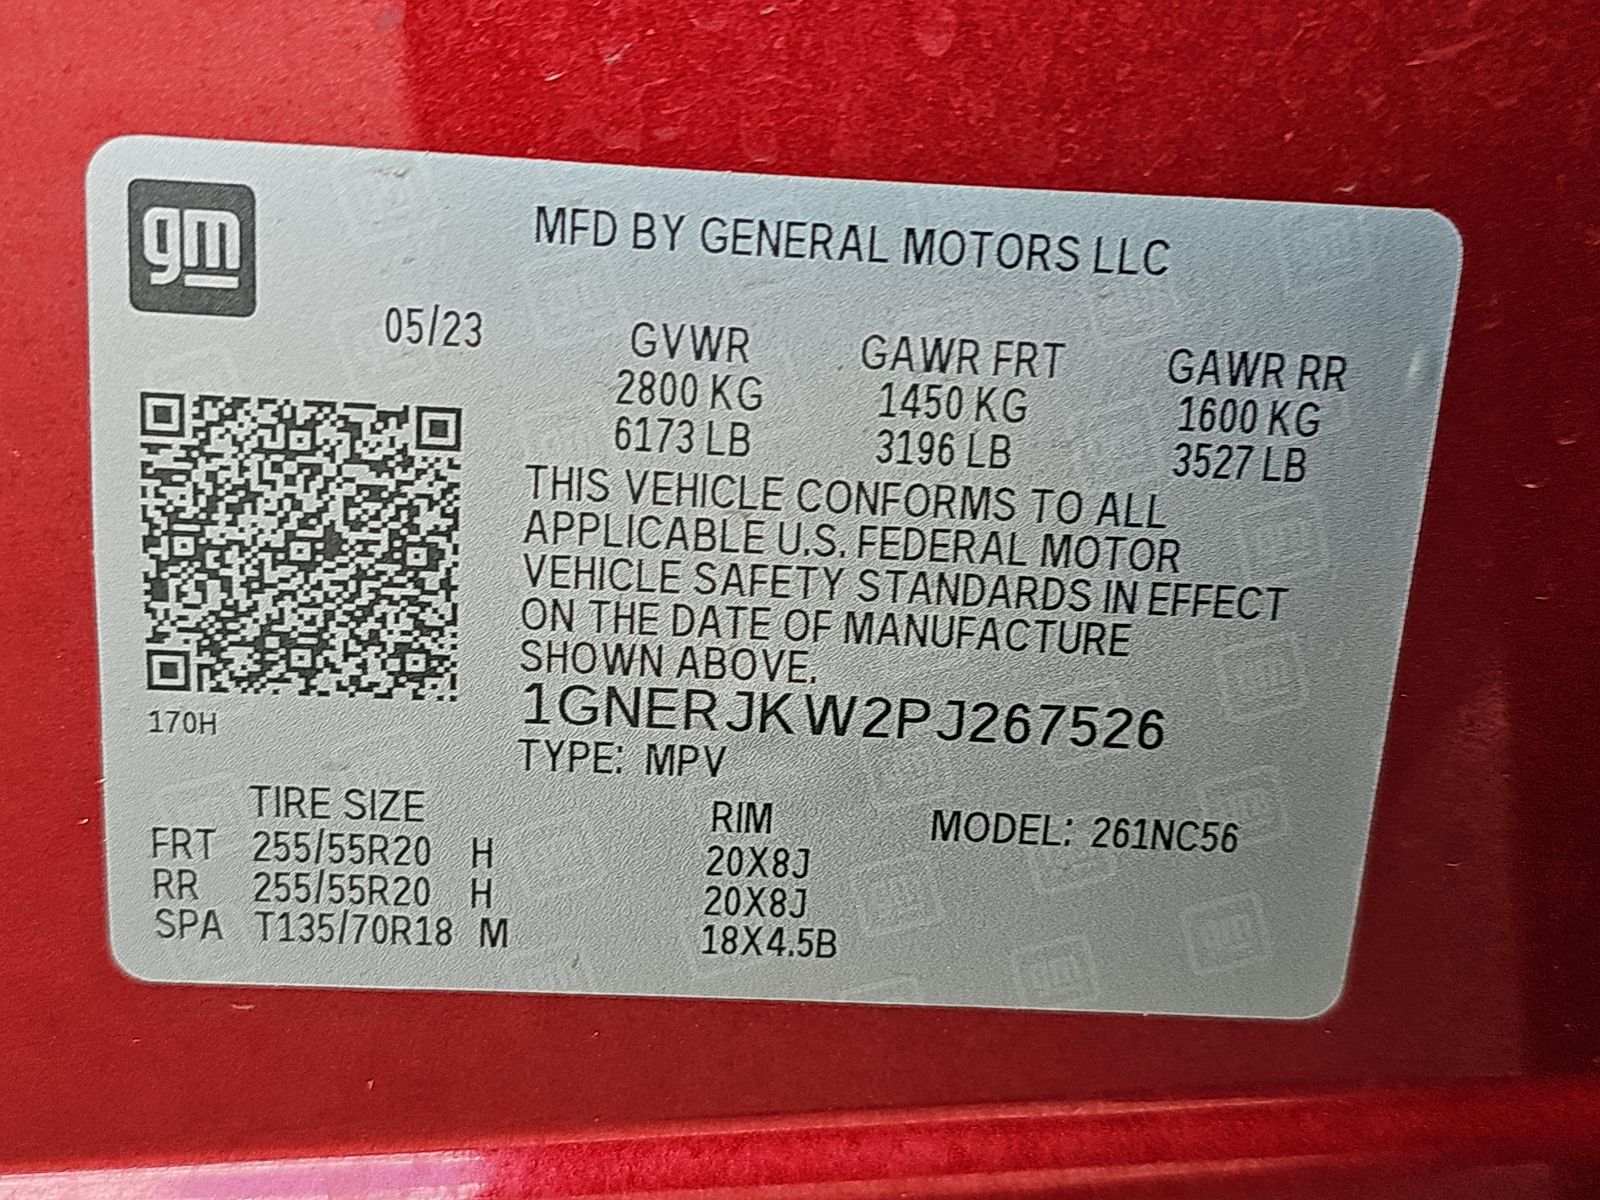 gm
MFD BY GENERAL MOTORS LLC
05/23
GVWR GAWR FRT GAWR RR
2800 KG 1450 KG 1600 KG
6173 LB 3196 LB 3527 LB
THIS VEHICLE CONFORMS TO ALL
APPLICABLE U.S. FEDERAL MOTOR
VEHICLE SAFETY STANDARDS IN EFFECT
ON THE DATE OF MANUFACTURE
SHOWN ABOVE.
1GNERJKW2PJ267526
170H
TYPE: MPV
TIRE SIZE RIM MODEL: 261NC56
FRT 255/55R20 H 20X8J
RR 255/55R20 H 20X8J
SPA T135/70R18 M 18X4.5B